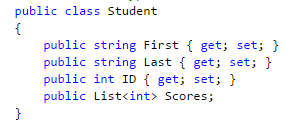 public class Student
{
    public string First { get; set; }
    public string Last { get; set; }
    public int ID { get; set; }
    public List<int> Scores;
}